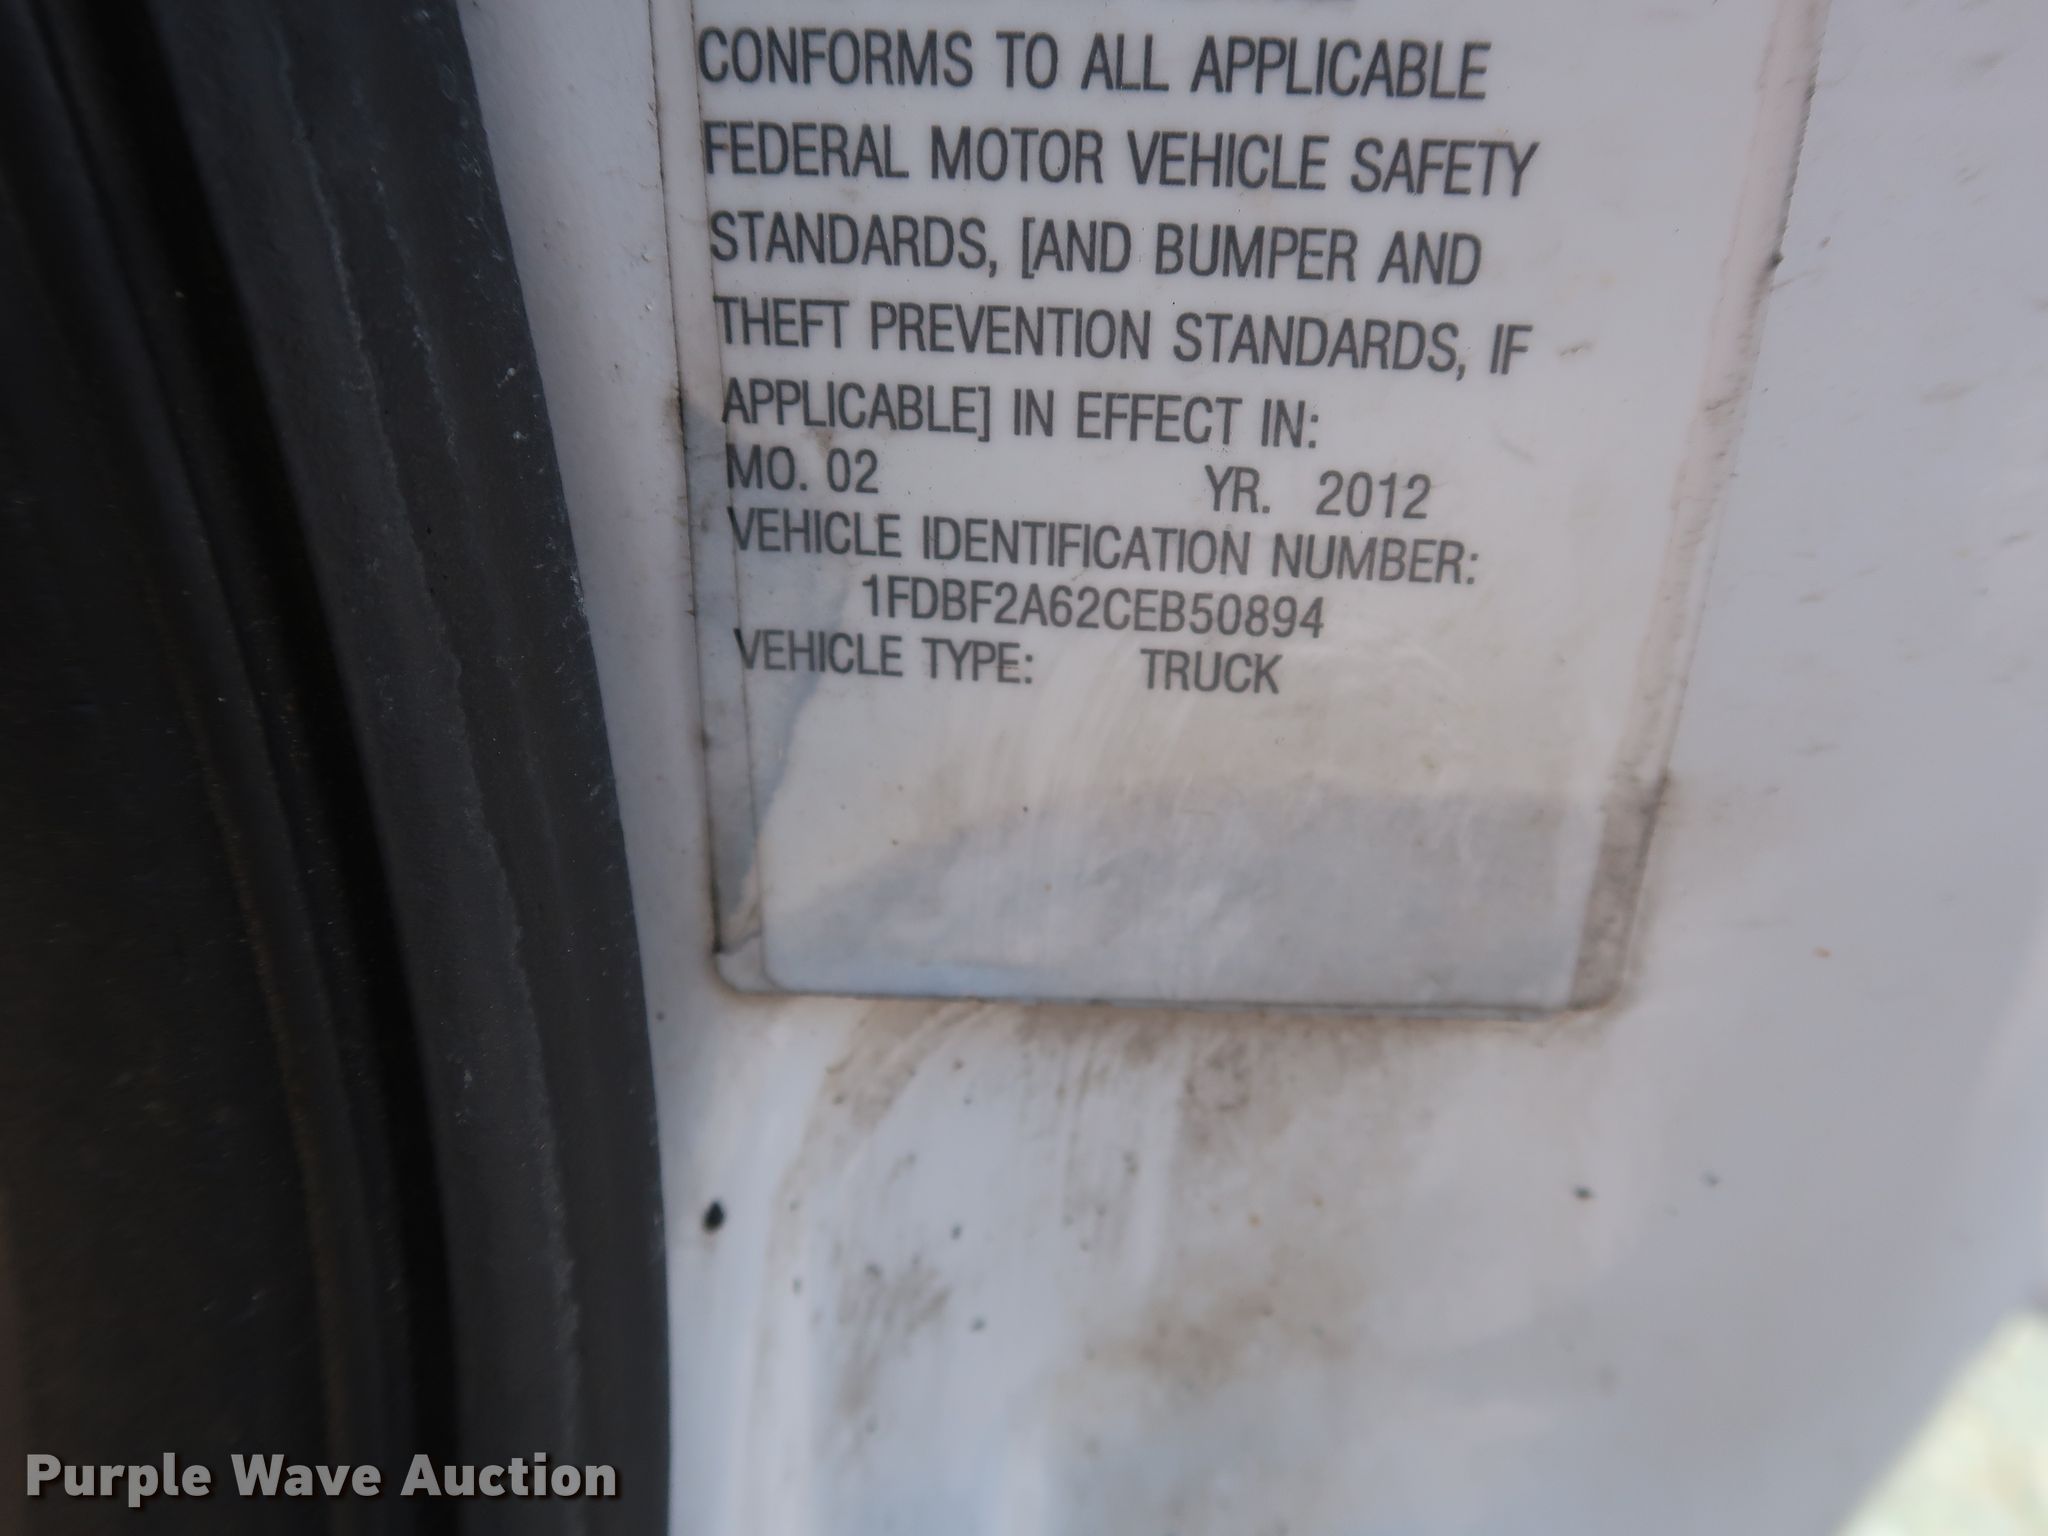 CONFORMS TO ALL APPLICABLE
FEDERAL MOTOR VEHICLE SAFETY
STANDARDS, [AND BUMPER AND
THEFT PREVENTION STANDARDS, IF
APPLICABLE] IN EFFECT IN:
MO. 02 YR. 2012
VEHICLE IDENTIFICATION NUMBER:
1FDBF2A62CEB50894
VEHICLE TYPE: TRUCK
Purple Wave Auction